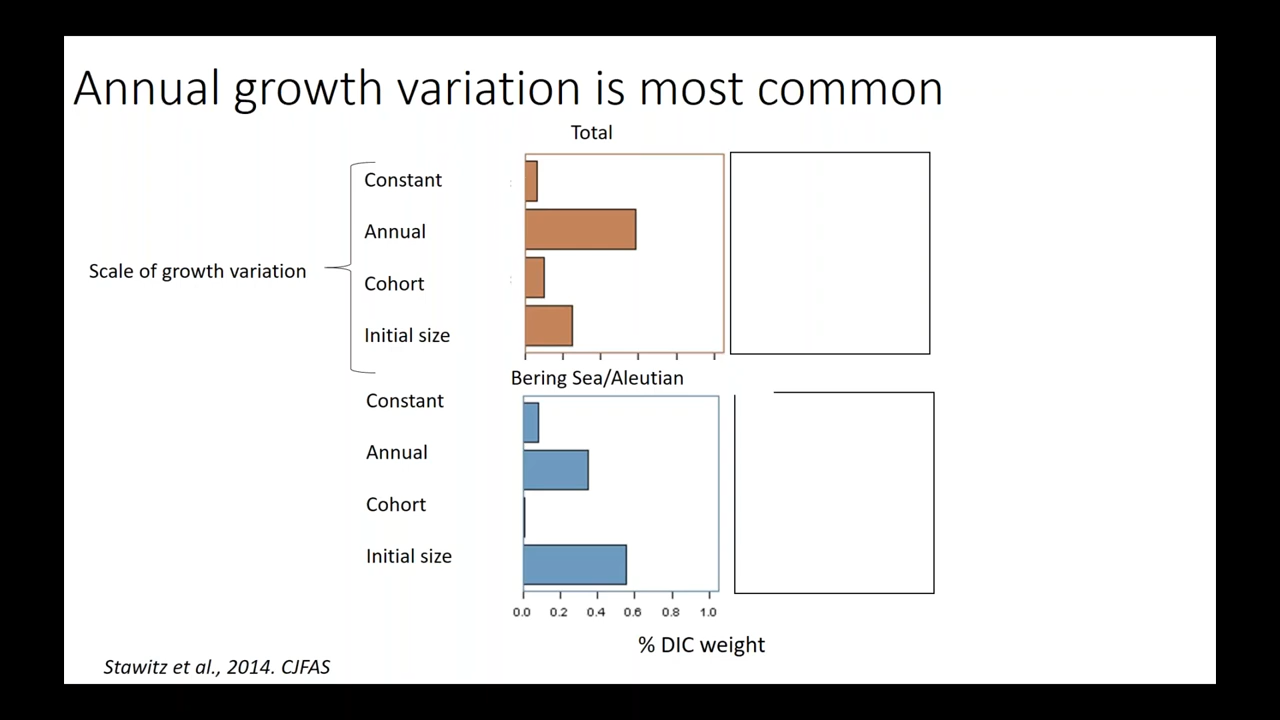 Annual growth variation is most common
Total
Constant
Annual
Scale of growth variation
Cohort
Initial size
Bering Sea/Aleutian
Constant
Annual
Cohort
Initial size
0.0 0.2 0.4 0.6 0.8 1.0
% DIC weight
Stawitz et al., 2014. CJFAS